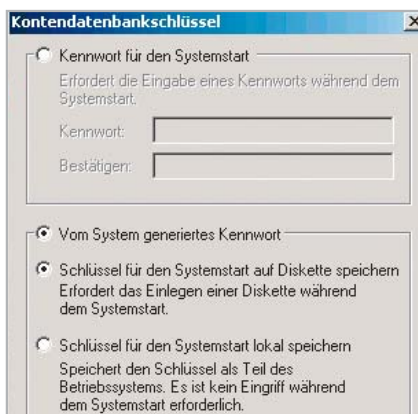 Kontendatenbankschlüssel
Kennwort für den Systemstart
Erfordert die Eingabe eines Kennworts während dem
Systemstart.
Kennwort:
Bestätigen:
Vom System generiertes Kennwort
Schlüssel für den Systemstart auf Diskette speichern
Erfordert das Einlegen einer Diskette während
dem Systemstart.
Schlüssel für den Systemstart lokal speichern
Speichert den Schlüssel als Teil des
Betriebssystems. Es ist kein Eingriff während
dem Systemstart erforderlich.